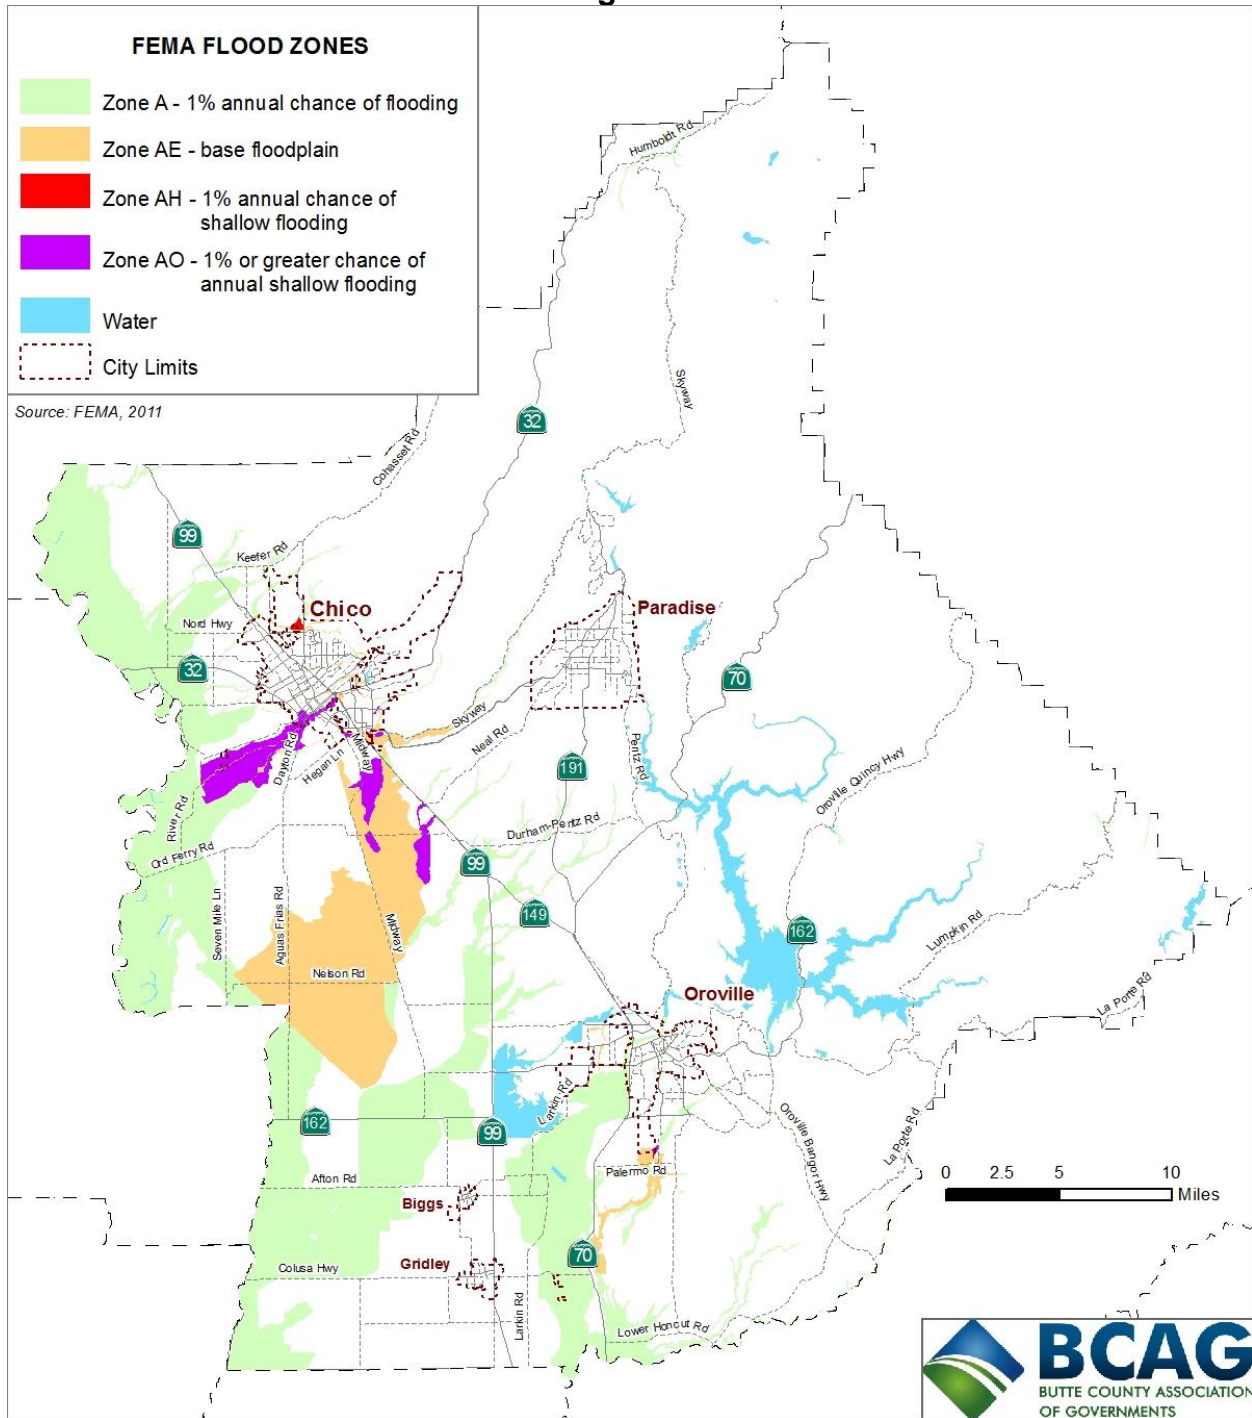 FEMA FLOOD ZONES
Zone A - 1% annual chance of flooding
Zone AE - base floodplain
Zone AH - 1% annual chance of
shallow flooding
Zone AO - 1% or greater chance of
annual shallow flooding
Water
City Limits
Source: FEMA, 2011
Humboldt Rd
Skyway
32
Cohasset Rd
99
Keefer Rd
Chico
Paradise
Nord Hwy
32
70
Skyway
Neal Rd
Pentz Rd
Midway
Dayton Rd
Hegan Ln
191
Oroville Quincy Hwy
River Rd
Durham-Pentz Rd
Ord Ferry Rd
99
Seven Mile Ln
Aguas Frias Rd
Midway
149
162
Lumpkin Rd
Nelson Rd
Oroville
La Porte Rd
Larkin Rd
162
99
Oroville Bangor Hwy
La Porte Rd
Palermo Rd
Afton Rd
0 2.5 5 10
Miles
Biggs
Gridley
70
Colusa Hwy
Larkin Rd
Lower Honcut Rd
BCAG
BUTTE COUNTY ASSOCIATION
OF GOVERNMENTS